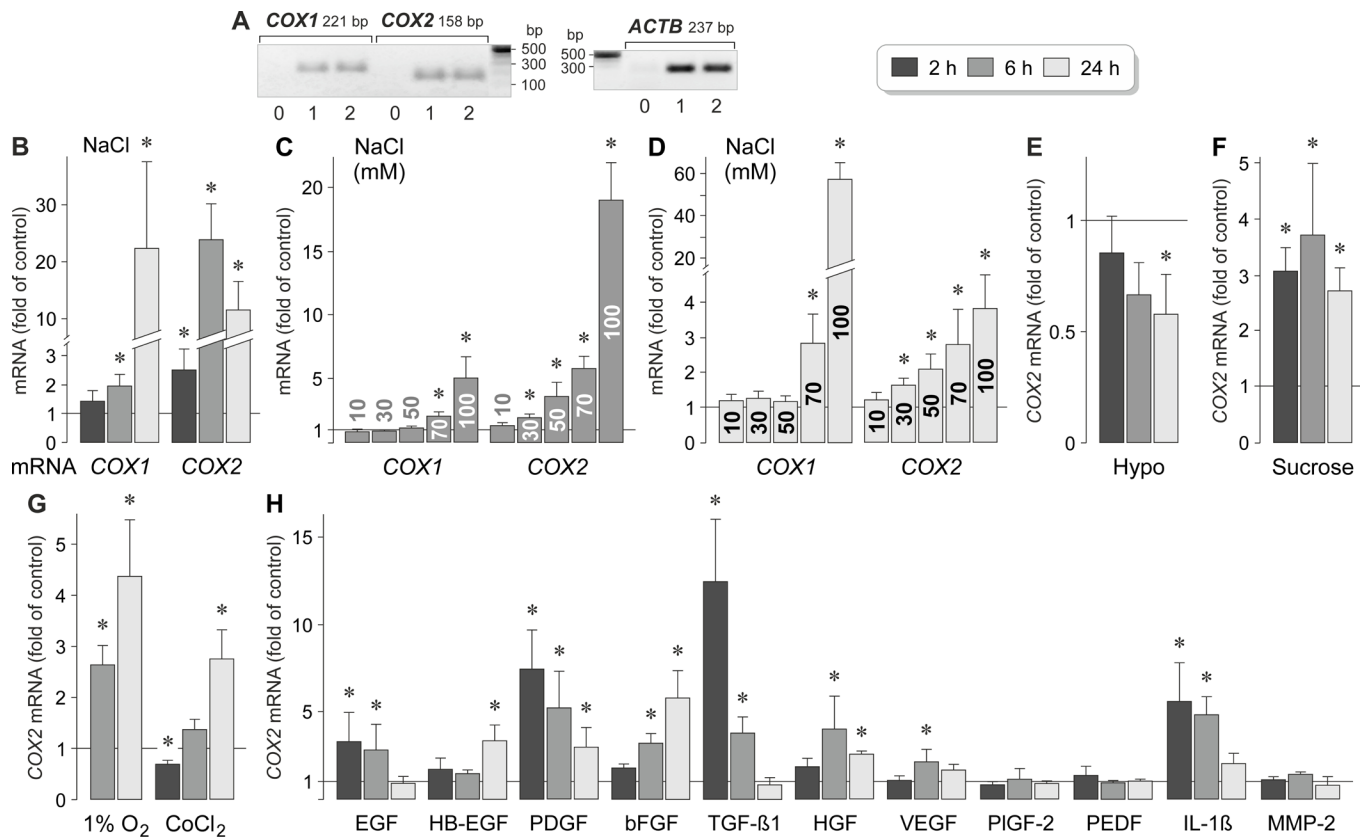 A COX1 221 bp COX2 158 bp bp 500 300 100
0 1 2 0 1 2
ACTB 237 bp bp 500 300
0 1 2
2 h 6 h 24 h
B NaCl
mRNA (fold of control)
30
20
10
3
2
1
0
* * * * *
mRNA COX1 COX2
C NaCl
(mM)
mRNA (fold of control)
20
15
10
5
1
10 30 50 70 100 10 30 50 70 100
* * * * * *
COX1 COX2
D NaCl
(mM)
mRNA (fold of control)
60
50
40
30
20
4
3
2
1
0
10 30 50 70 100 10 30 50 70 100
* * * * * *
COX1 COX2
E
COX2 mRNA (fold of control)
1
0.5
0
*
Hypo
F
COX2 mRNA (fold of control)
5
4
3
2
1
0
* * *
Sucrose
G
COX2 mRNA (fold of control)
5
4
3
2
1
0
* * * *
1% O2 CoCl2
H
COX2 mRNA (fold of control)
15
10
5
1
* * * * * * * * * * * * * * *
EGF HB-EGF PDGF bFGF TGF-ß1 HGF VEGF PlGF-2 PEDF IL-1ß MMP-2